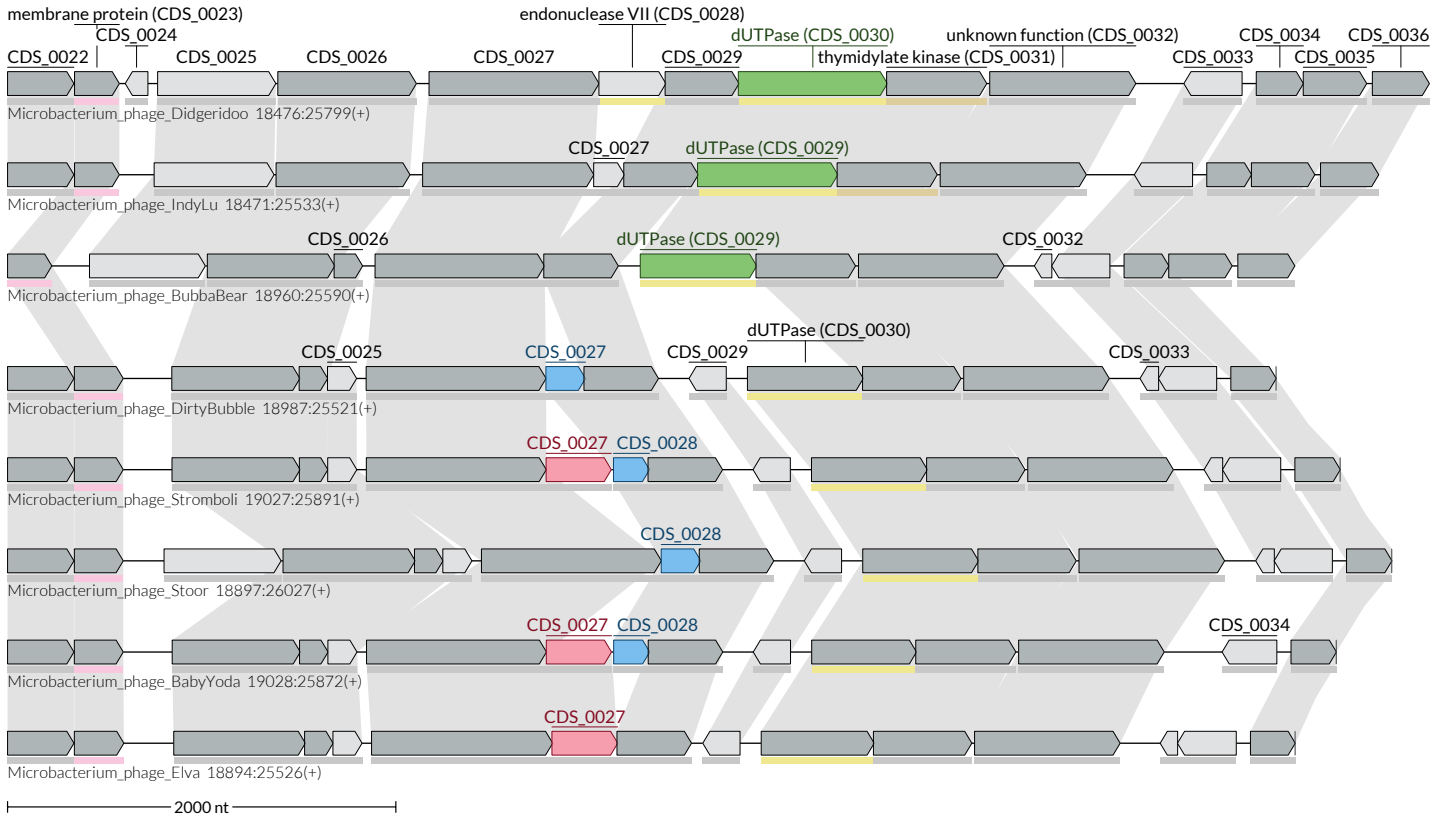 membrane protein (CDS_0023) endonuclease VII (CDS_0028)
CDS_0024 dUTPase (CDS_0030) unknown function (CDS_0032) CDS_0034 CDS_0036
CDS_0022 CDS_0025 CDS_0026 CDS_0027 CDS_0029 thymidylate kinase (CDS_0031) CDS_0033 CDS_0035
Microbacterium_phage_Didgeridoo 18476:25799(+)
CDS_0027 dUTPase (CDS_0029)
Microbacterium_phage_IndyLu 18471:25533(+)
CDS_0026 dUTPase (CDS_0029) CDS_0032
Microbacterium_phage_BubbaBear 18960:25590(+)
dUTPase (CDS_0030)
CDS_0025 CDS_0027 CDS_0029 CDS_0033
Microbacterium_phage_DirtyBubble 18987:25521(+)
CDS_0027 CDS_0028
Microbacterium_phage_Stromboli 19027:25891(+)
CDS_0028
Microbacterium_phage_Stoor 18897:26027(+)
CDS_0027 CDS_0028 CDS_0034
Microbacterium_phage_BabyYoda 19028:25872(+)
CDS_0027
Microbacterium_phage_Elva 18894:25526(+)
2000 nt